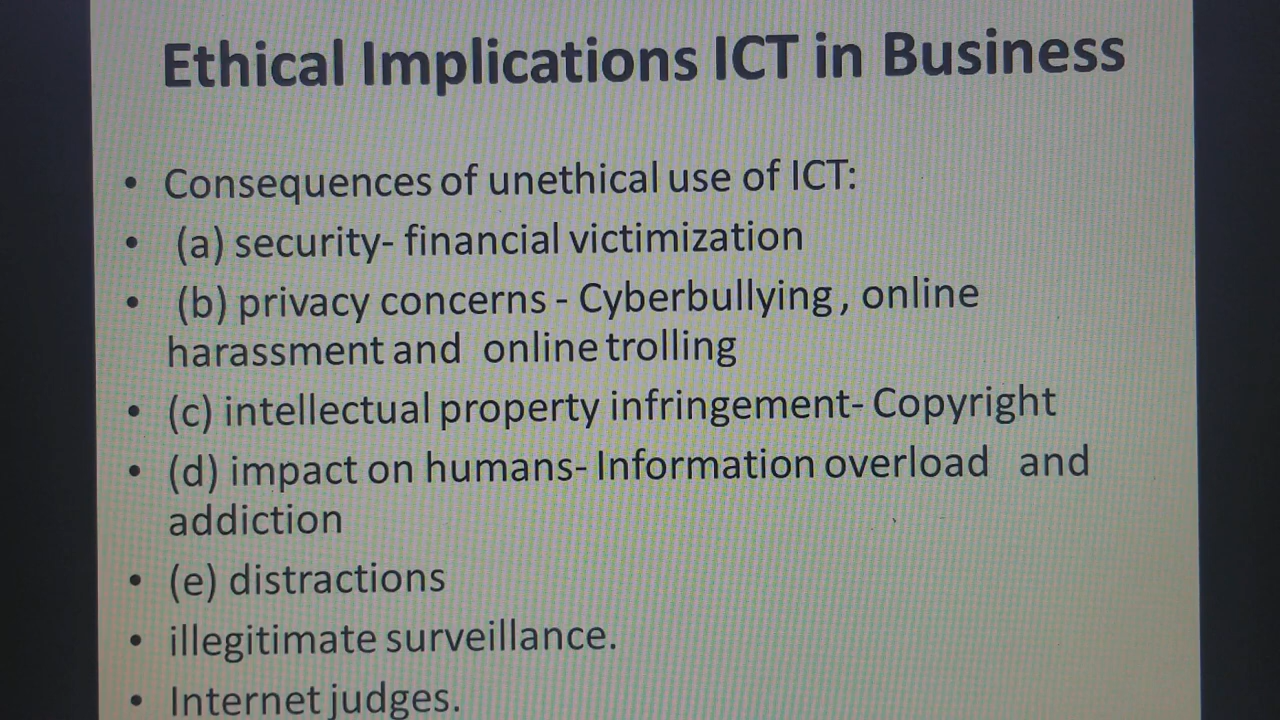 Ethical Implications ICT in Business
• Consequences of unethical use of ICT:
• (a) security- financial victimization
• (b) privacy concerns - Cyberbullying , online
harassment and online trolling
• (c) intellectual property infringement- Copyright
• (d) impact on humans- Information overload and
addiction
• (e) distractions
• illegitimate surveillance.
• Internet judges.